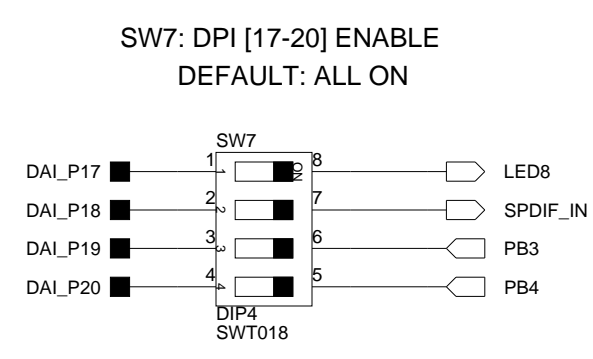 SW7: DPI [17-20] ENABLE
DEFAULT: ALL ON
SW7
DAI_P17 1 1 ON 8 LED8
DAI_P18 2 2 7 SPDIF_IN
DAI_P19 3 3 6 PB3
DAI_P20 4 4 5 PB4
DIP4
SWT018